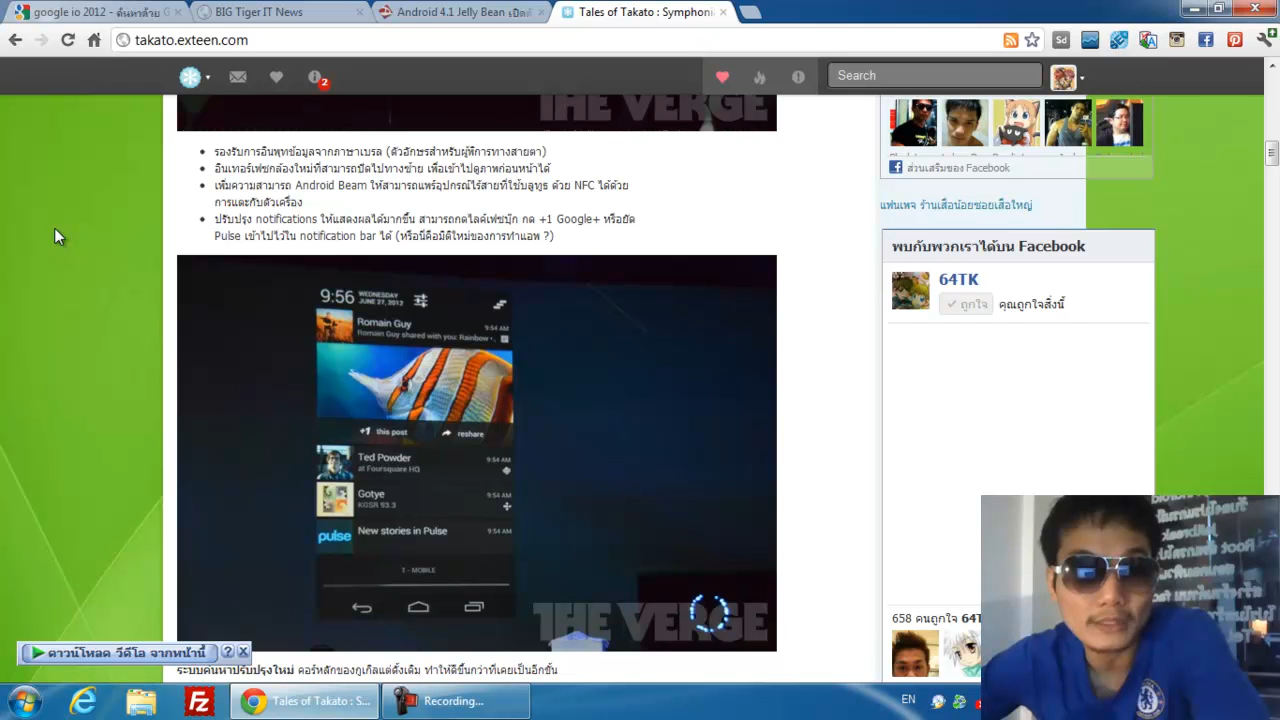 google io 2012 - ค้นหาด้วย G
BIG Tiger IT News
Android 4.1 Jelly Bean เปิดตั
Tales of Takato : Symphoni
takato.exteen.com
Sd
2
Search
THE VERGE
รองรับการอินพุทข้อมูลจากภาษาเบรล (ตัวอักษรสำหรับผู้พิการทางสายตา)
อินเทอร์เฟซกล้องใหม่ที่สามารถปัดไปทางซ้าย เพื่อเข้าไปดูภาพก่อนหน้าได้
เพิ่มความสามารถ Android Beam ให้สามารถแพร์อุปกรณ์ไร้สายที่ใช้บลูทูธ ด้วย NFC ได้ด้วย
การแตะกับตัวเครื่อง
ปรับปรุง notifications ให้แสดงผลได้มากขึ้น สามารถกดไลค์เฟซบุ๊ก กด +1 Google+ หรือยัด
Pulse เข้าไปไว้ใน notification bar ได้ (หรือนี่คือมิติใหม่ของการทำแอพ ?)
ส่วนเสริมของ Facebook
แฟนเพจ ร้านเสือน้อยซอยเสือใหญ่
พบกับพวกเราได้บน Facebook
64TK
ถูกใจ
คุณถูกใจสิ่งนี้
9:56 WEDNESDAY
JUNE 27, 2012
Romain Guy 9:54 AM
Romain Guy shared with you: Rainbow
+1 this post
reshare
Ted Powder 9:54 AM
at Foursquare HQ
Gotye 9:54 AM
KGSR 93.3
pulse
New stories in Pulse 9:54 AM
T - MOBILE
THE VERGE
658 คนถูกใจ 64T
ดาวน์โหลด วีดีโอ จากหน้านี้
?
ระบบค้นหาปรับปรุงใหม่ คอร์หลักของกูเกิลแต่ดั้งเดิม ทำให้ดีขึ้นกว่าที่เคยเป็นอีกขั้น
Fz
Tales of Takato : S...
Recording...
EN
Root